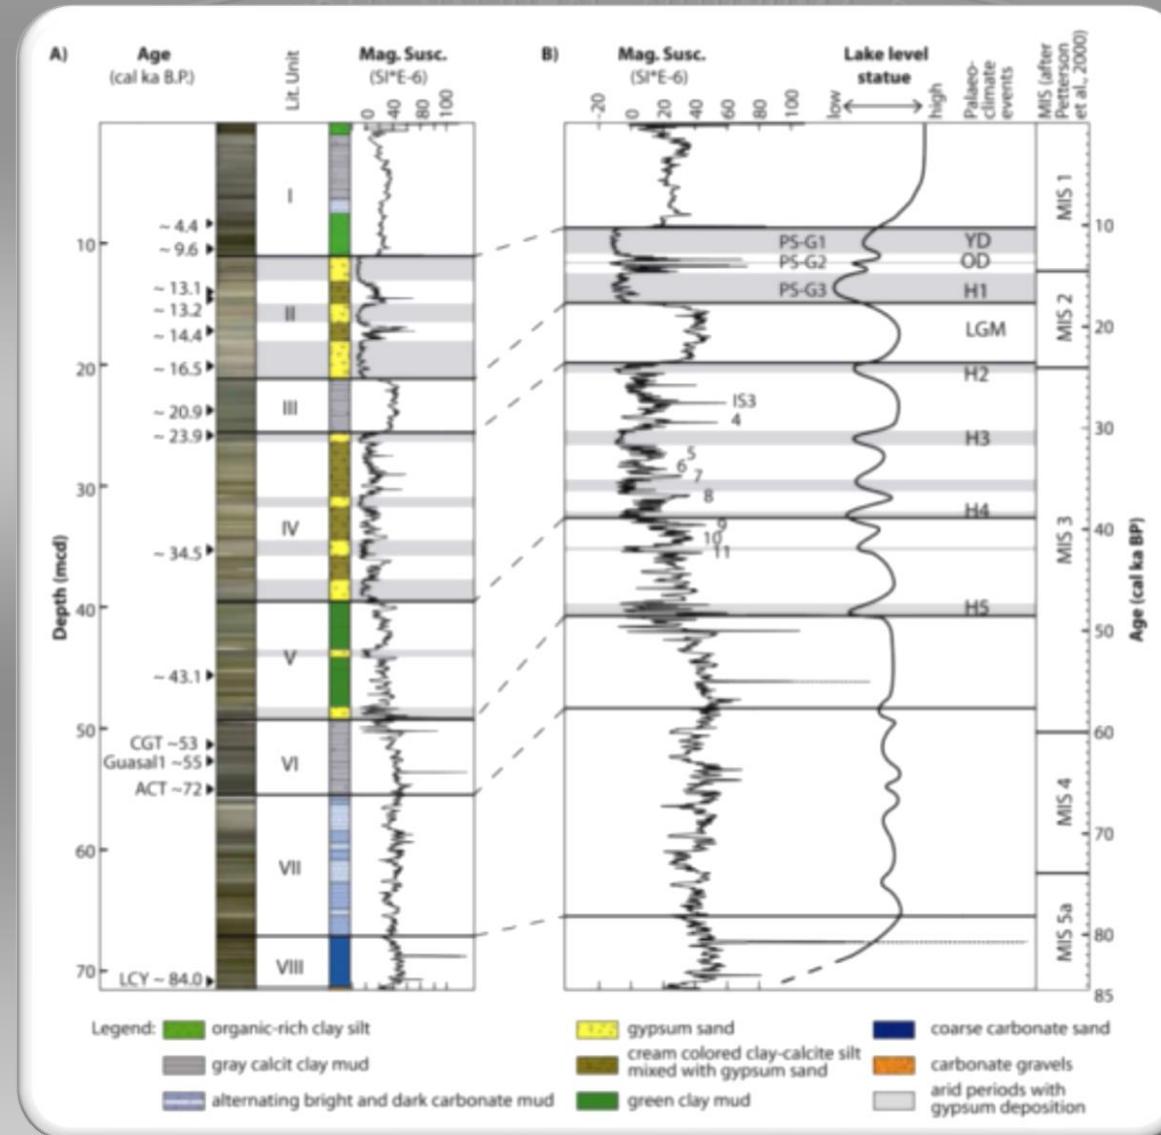 A)
Age
(cal ka B.P.)
Lit. Unit
Mag. Susc.
(SI*E-6)
0 40 80 100
B)
Mag. Susc.
(SI*E-6)
-20 0 20 40 60 80 100
Lake level
statue
low
high
Palaeo-
climate
events
MIS (after
Petterson
et al., 2000)
Depth (mcd)
10
20
30
40
50
60
70
~ 4.4
~ 9.6
~ 13.1
~ 13.2
~ 14.4
~ 16.5
~ 20.9
~ 23.9
~ 34.5
~ 43.1
CGT ~53
Guasal1 ~55
ACT ~72
LCY ~ 84.0
I
II
III
IV
V
VI
VII
VIII
PS-G1
PS-G2
PS-G3
IS3
4
5
6
7
8
9
10
11
YD
OD
H1
LGM
H2
H3
H4
H5
MIS 1
MIS 2
MIS 3
MIS 4
MIS 5a
10
20
30
40
50
60
70
80
85
Age (cal ka BP)
Legend:
organic-rich clay silt
gray calcit clay mud
alternating bright and dark carbonate mud
gypsum sand
cream colored clay-calcite silt
mixed with gypsum sand
green clay mud
coarse carbonate sand
carbonate gravels
arid periods with
gypsum deposition